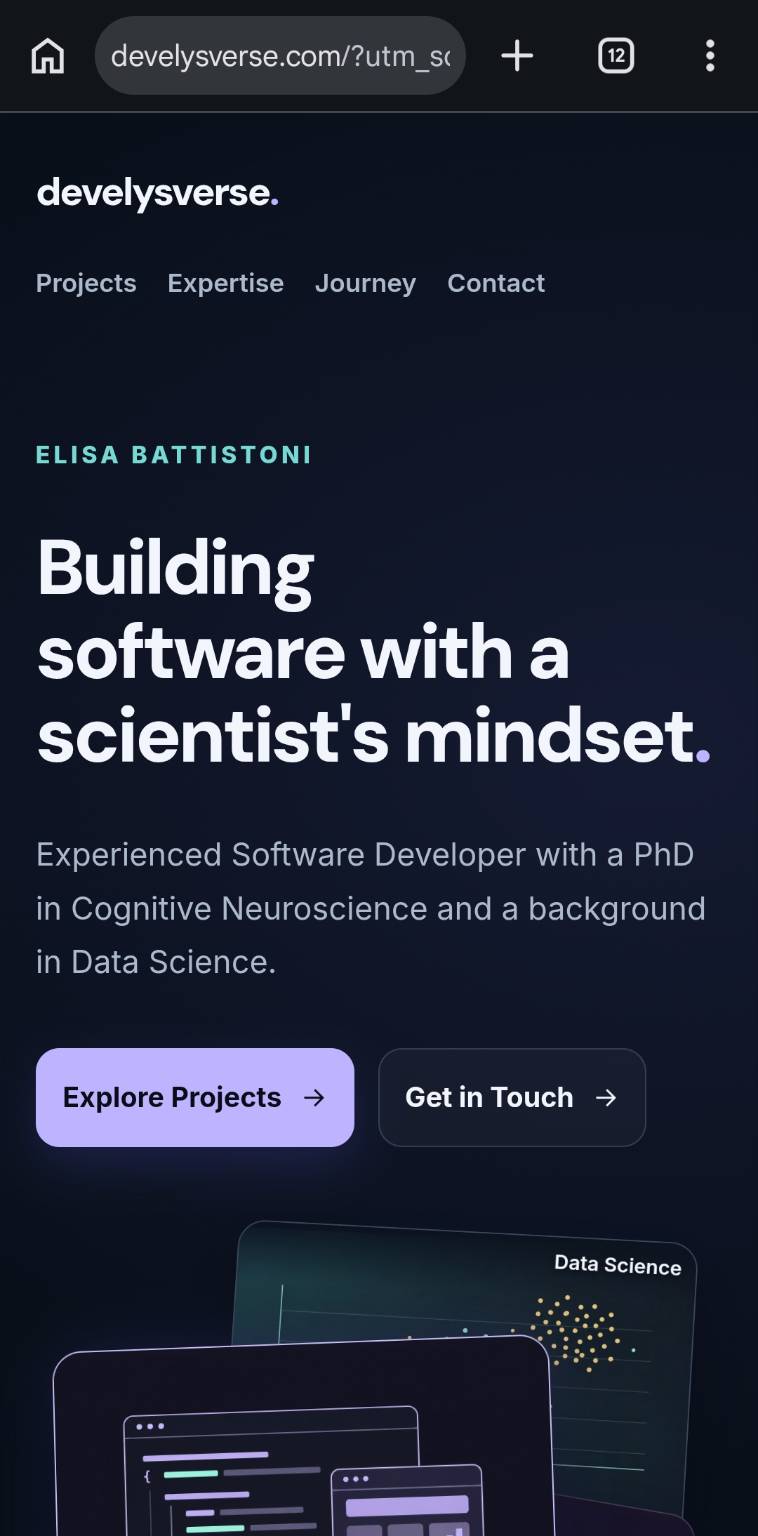 develysverse.com/?utm_sc
12
develysverse.
Projects Expertise Journey Contact
ELISA BATTISTONI
Building
software with a
scientist's mindset.
Experienced Software Developer with a PhD
in Cognitive Neuroscience and a background
in Data Science.
Explore Projects → Get in Touch →
Data Science
{